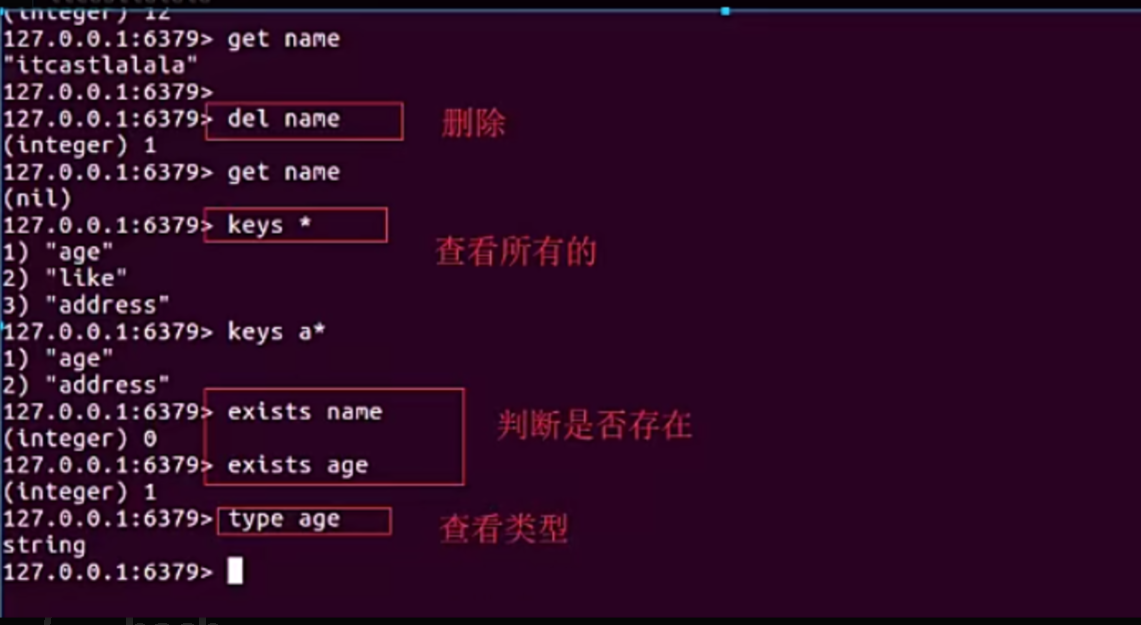 (integer) 12
127.0.0.1:6379> get name
"itcastlalala"
127.0.0.1:6379>
127.0.0.1:6379> del name 删除
(integer) 1
127.0.0.1:6379> get name
(nil)
127.0.0.1:6379> keys *
1) "age" 查看所有的
2) "like"
3) "address"
127.0.0.1:6379> keys a*
1) "age"
2) "address"
127.0.0.1:6379> exists name 判断是否存在
(integer) 0
127.0.0.1:6379> exists age
(integer) 1
127.0.0.1:6379> type age 查看类型
string
127.0.0.1:6379>